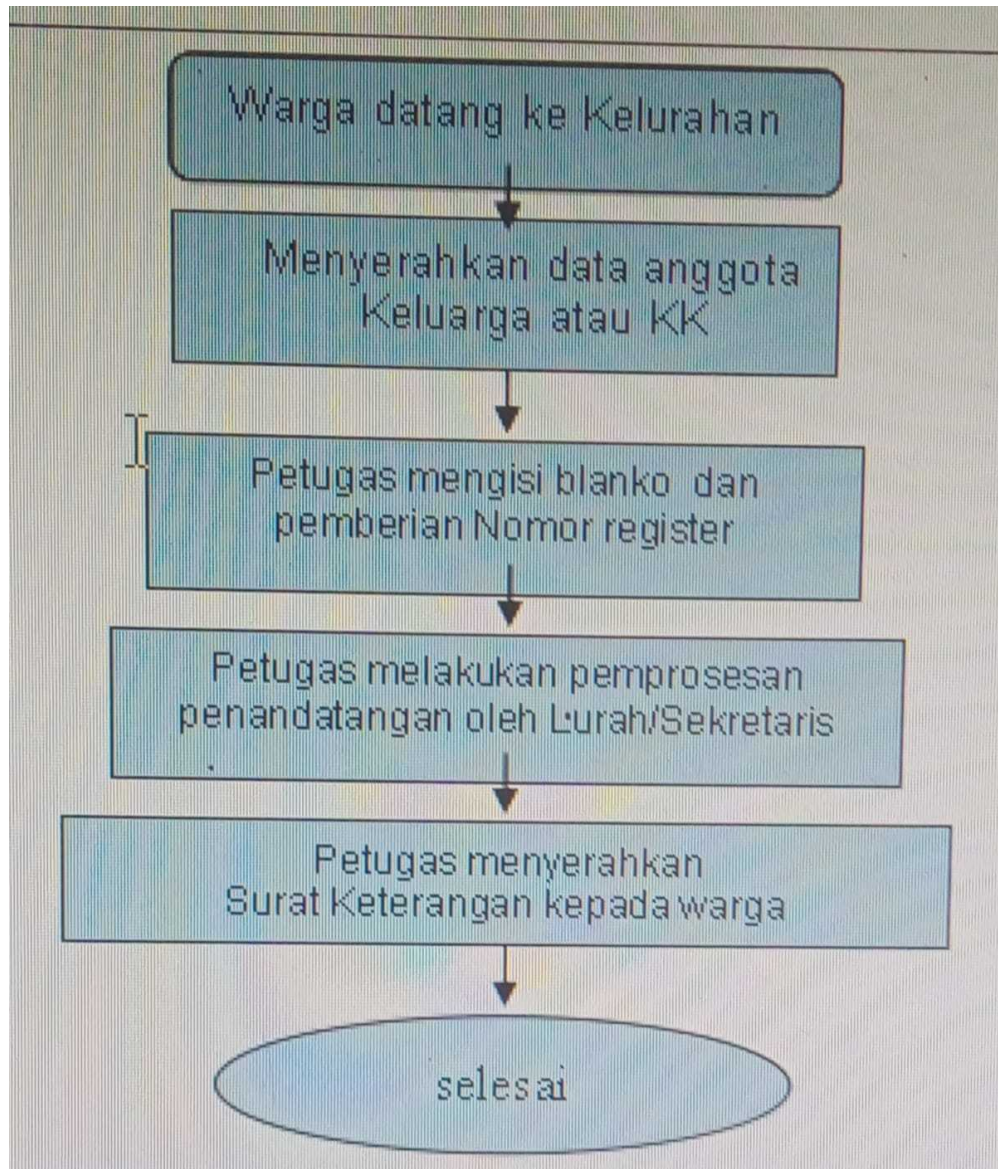 Warga datang ke Kelurahan
Menyerahkan data anggota
Keluarga atau KK
Petugas mengisi blanko dan
pemberian Nomor register
Petugas melakukan pemprosesan
penandatangan oleh Lurah/Sekretaris
Petugas menyerahkan
Surat Keterangan kepada warga
selesai